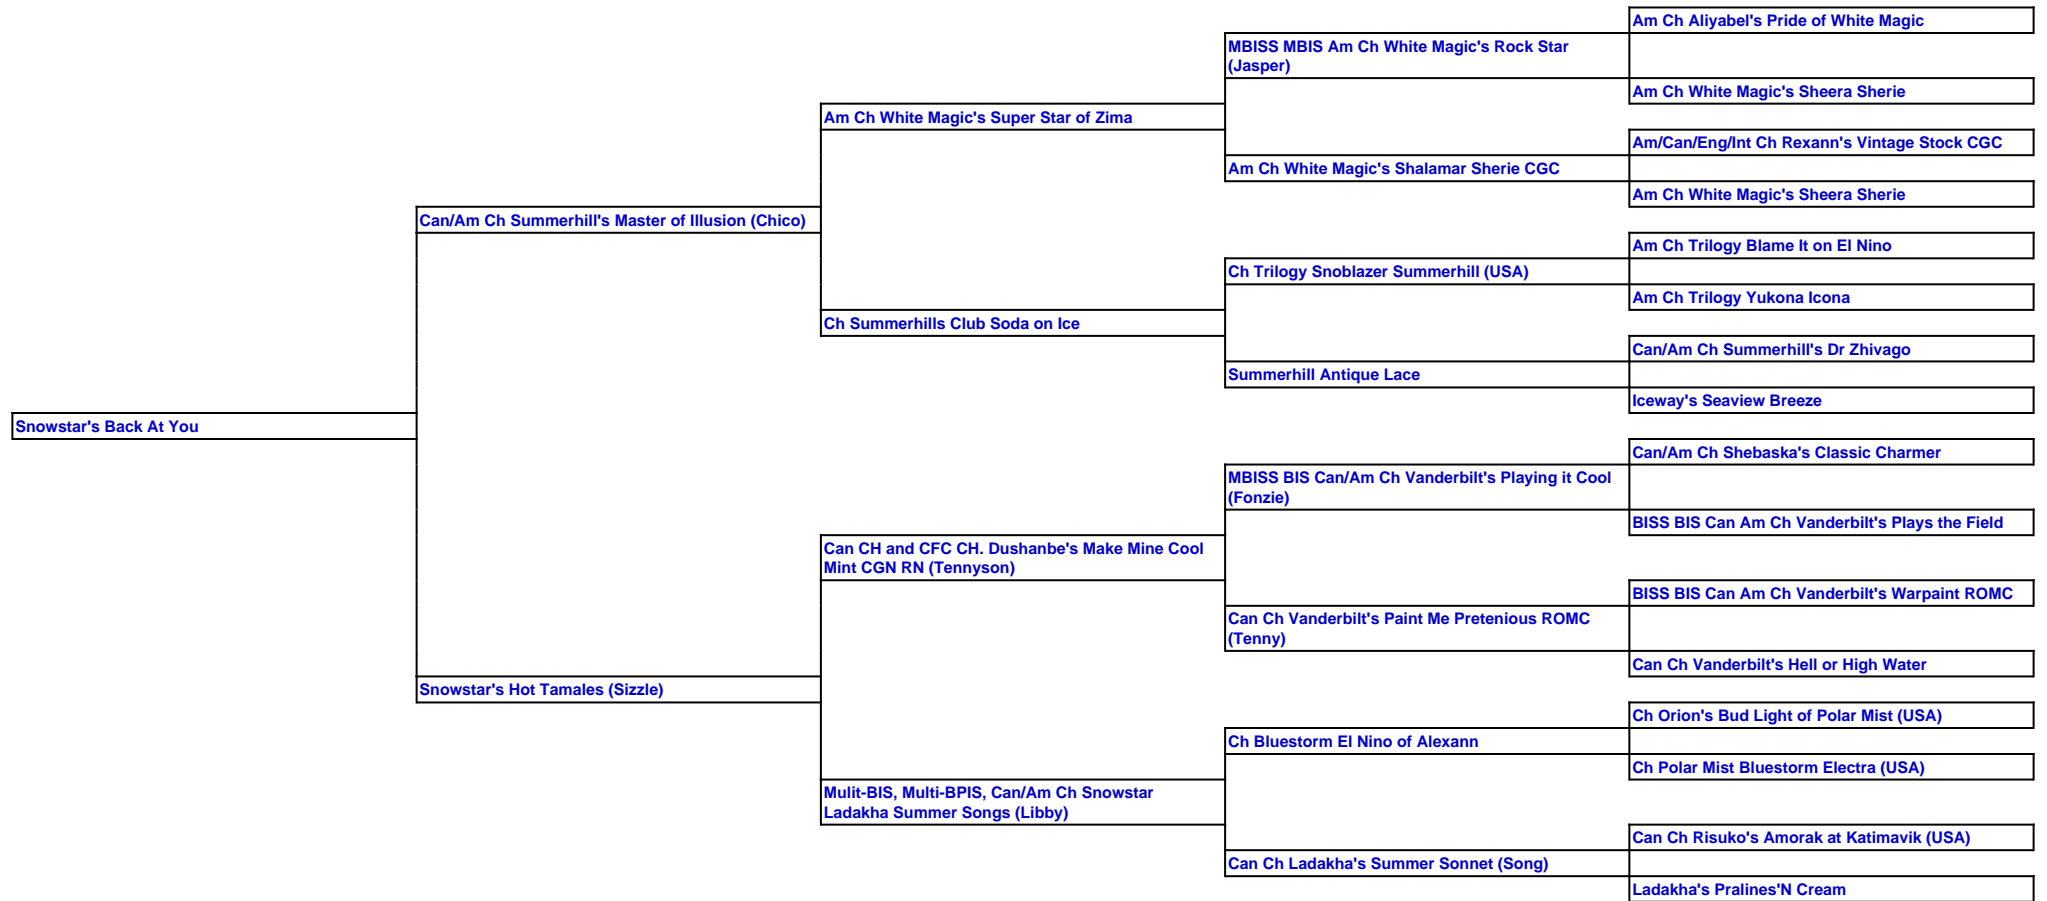 Am Ch Aliyabel's Pride of White Magic
MBISS MBIS Am Ch White Magic's Rock Star
(Jasper)
Am Ch White Magic's Sheera Sherie
Am Ch White Magic's Super Star of Zima
Am/Can/Eng/Int Ch Rexann's Vintage Stock CGC
Am Ch White Magic's Shalamar Sherie CGC
Am Ch White Magic's Sheera Sherie
Can/Am Ch Summerhill's Master of Illusion (Chico)
Am Ch Trilogy Blame It on El Nino
Ch Trilogy Snoblazer Summerhill (USA)
Am Ch Trilogy Yukona Icona
Ch Summerhills Club Soda on Ice
Can/Am Ch Summerhill's Dr Zhivago
Summerhill Antique Lace
Iceway's Seaview Breeze
Snowstar's Back At You
Can/Am Ch Shebaska's Classic Charmer
MBISS BIS Can/Am Ch Vanderbilt's Playing it Cool
(Fonzie)
BISS BIS Can Am Ch Vanderbilt's Plays the Field
Can CH and CFC CH. Dushanbe's Make Mine Cool
Mint CGN RN (Tennyson)
BISS BIS Can Am Ch Vanderbilt's Warpaint ROMC
Can Ch Vanderbilt's Paint Me Pretenious ROMC
(Tenny)
Can Ch Vanderbilt's Hell or High Water
Snowstar's Hot Tamales (Sizzle)
Ch Orion's Bud Light of Polar Mist (USA)
Ch Bluestorm El Nino of Alexann
Ch Polar Mist Bluestorm Electra (USA)
Mulit-BIS, Multi-BPIS, Can/Am Ch Snowstar
Ladakha Summer Songs (Libby)
Can Ch Risuko's Amorak at Katimavik (USA)
Can Ch Ladakha's Summer Sonnet (Song)
Ladakha's Pralines'N Cream